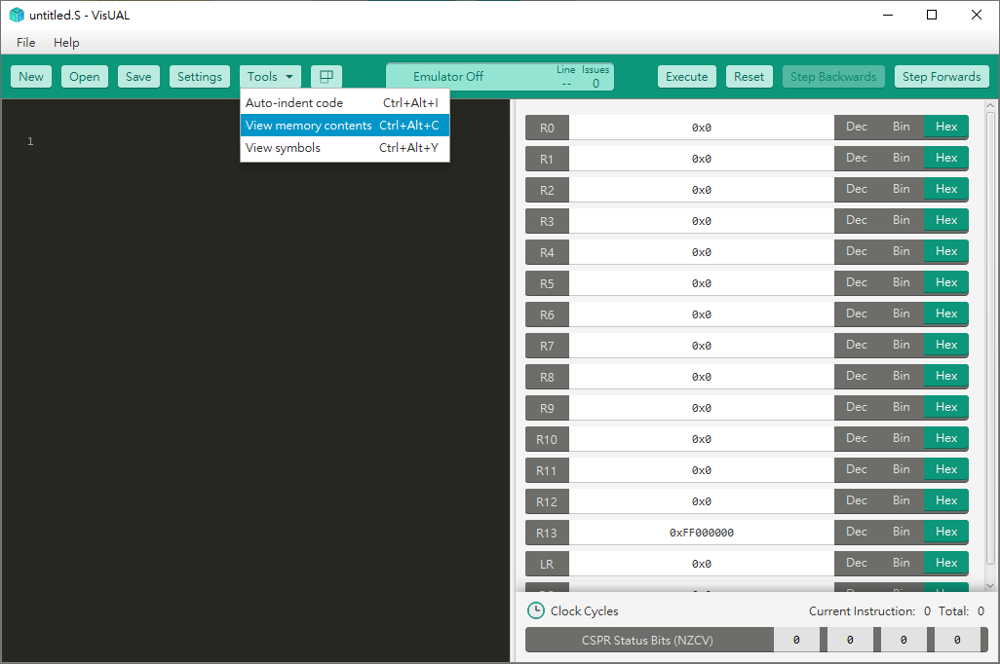 untitled.S - VisUAL
File Help
New Open Save Settings Tools Emulator Off Line Issues Execute Reset Step Backwards Step Forwards
-- 0
Auto-indent code Ctrl+Alt+I
View memory contents Ctrl+Alt+C
View symbols Ctrl+Alt+Y
1
R0 0x0 Dec Bin Hex
R1 0x0 Dec Bin Hex
R2 0x0 Dec Bin Hex
R3 0x0 Dec Bin Hex
R4 0x0 Dec Bin Hex
R5 0x0 Dec Bin Hex
R6 0x0 Dec Bin Hex
R7 0x0 Dec Bin Hex
R8 0x0 Dec Bin Hex
R9 0x0 Dec Bin Hex
R10 0x0 Dec Bin Hex
R11 0x0 Dec Bin Hex
R12 0x0 Dec Bin Hex
R13 0xFF000000 Dec Bin Hex
LR 0x0 Dec Bin Hex
Clock Cycles Current Instruction: 0 Total: 0
CSPR Status Bits (NZCV) 0 0 0 0